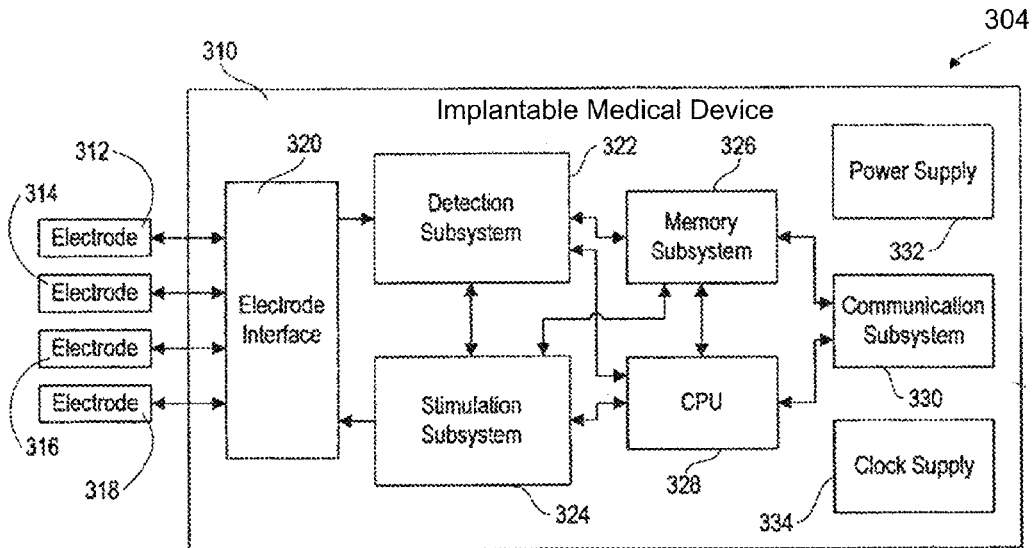 304
310
Implantable Medical Device
312
320
322
326
Power Supply
314
Detection
Subsystem
Memory
Subsystem
332
Electrode
Electrode
Electrode
Electrode
Electrode
Interface
Communication
Subsystem
330
Stimulation
Subsystem
CPU
316
318
324
328
Clock Supply
334